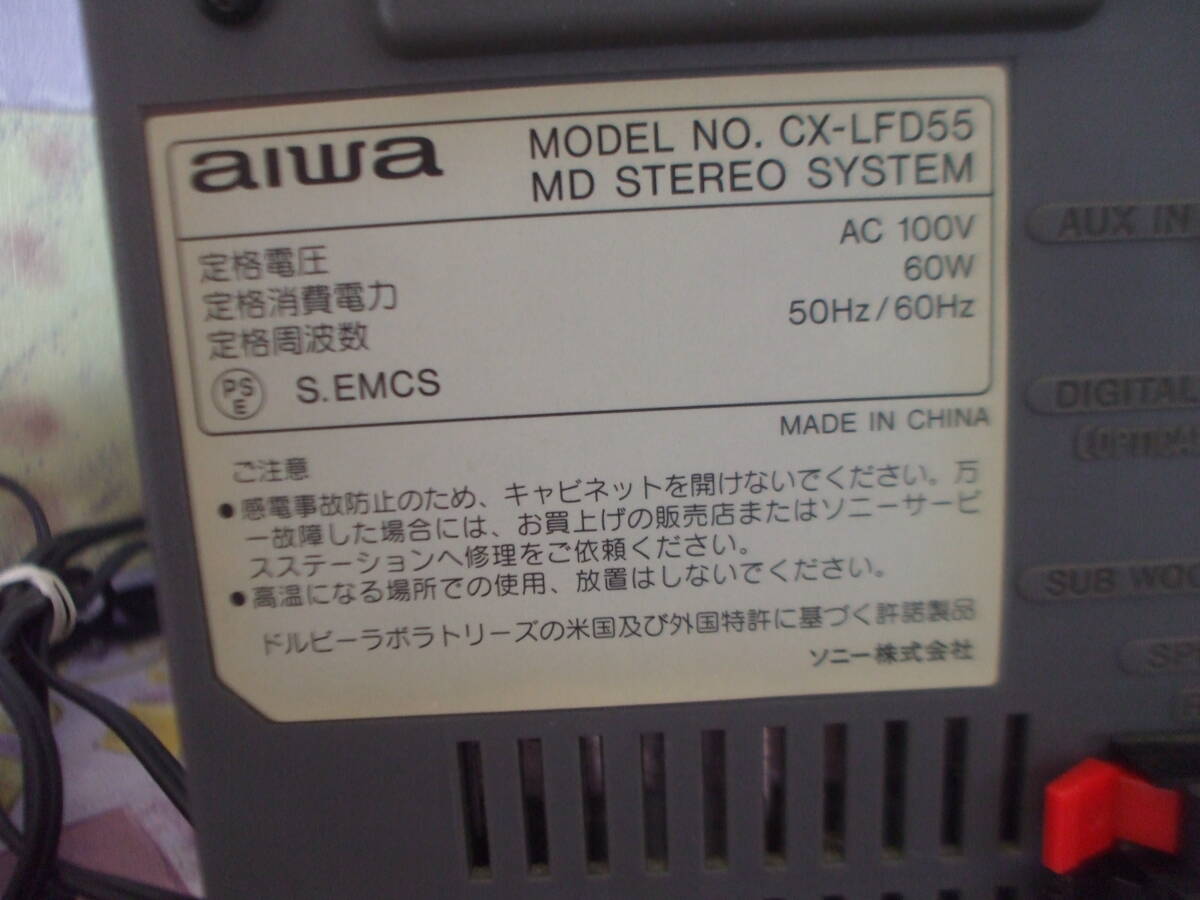 aiwa
MODEL NO. CX-LFD55
MD STEREO SYSTEM
定格電圧 AC 100V
定格消費電力 60W
定格周波数 50Hz/60Hz
PS
E
S.EMCS
MADE IN CHINA
ご注意
●感電事故防止のため、キャビネットを開けないでください。万
一故障した場合には、お買上げの販売店またはソニーサービ
スステーションへ修理をご依頼ください。
●高温になる場所での使用、放置はしないでください。
ドルビーラボラトリーズの米国及び外国特許に基づく許諾製品
ソニー株式会社
AUX IN
DIGITAL
SUB WOO
SP